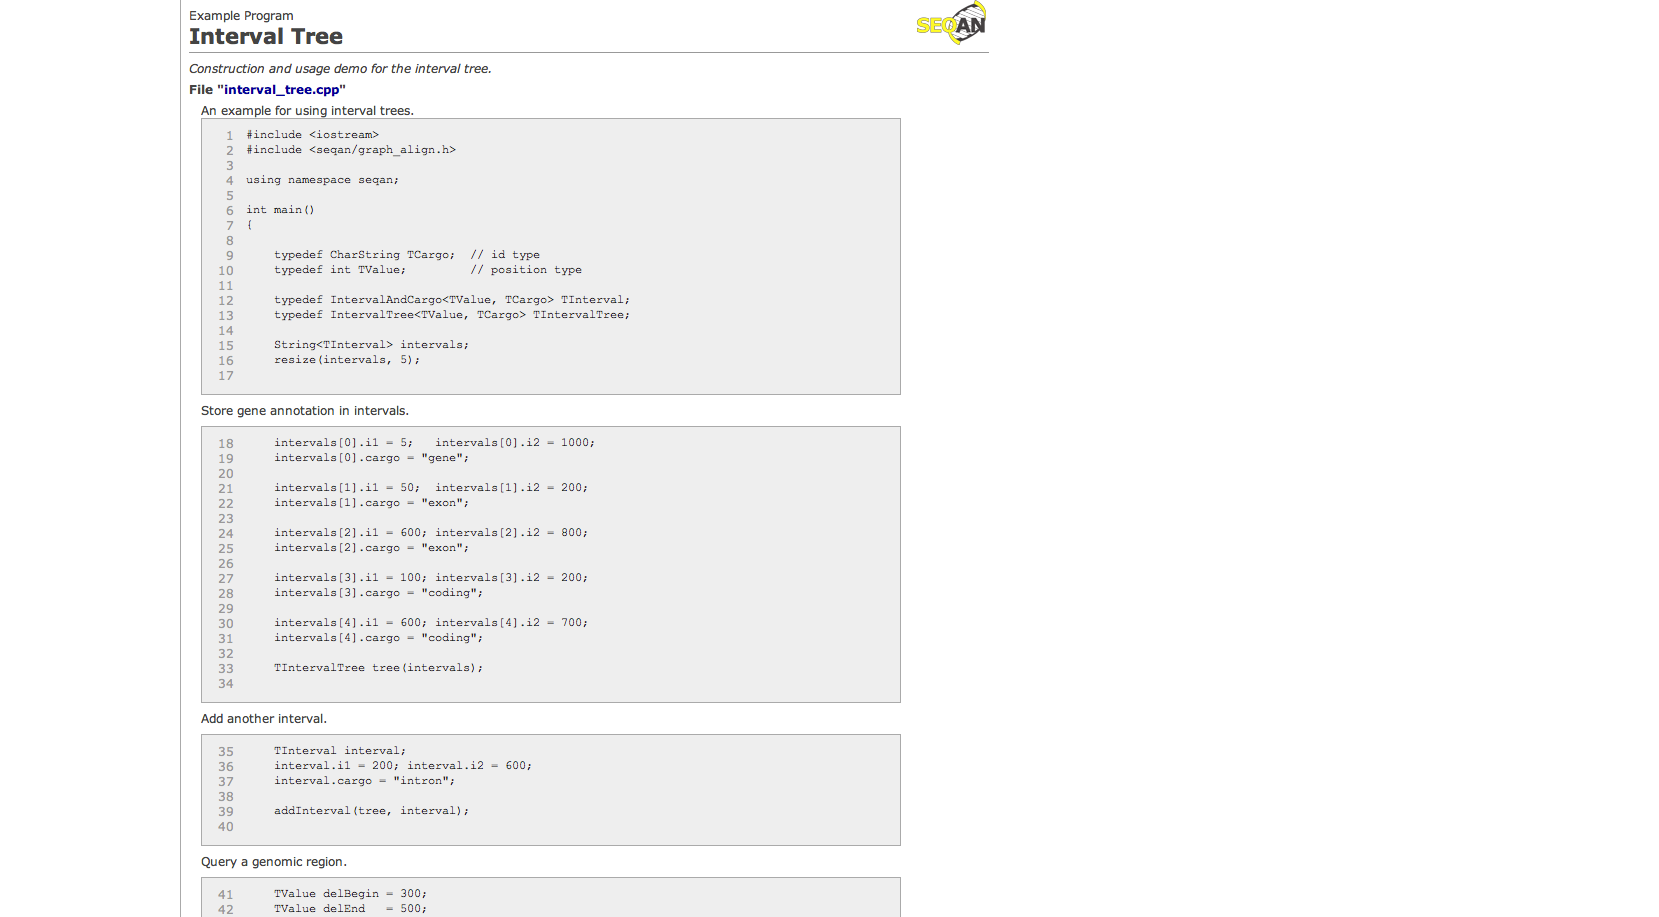 Example Program
Interval Tree
SEQAN
Construction and usage demo for the interval tree.
File "interval_tree.cpp"
An example for using interval trees.
1 #include <iostream>
2 #include <seqan/graph_align.h>
3
4 using namespace seqan;
5
6 int main()
7 {
8
9 typedef CharString TCargo; // id type
10 typedef int TValue; // position type
11
12 typedef IntervalAndCargo<TValue, TCargo> TInterval;
13 typedef IntervalTree<TValue, TCargo> TIntervalTree;
14
15 String<TInterval> intervals;
16 resize(intervals, 5);
17
Store gene annotation in intervals.
18 intervals[0].i1 = 5; intervals[0].i2 = 1000;
19 intervals[0].cargo = "gene";
20
21 intervals[1].i1 = 50; intervals[1].i2 = 200;
22 intervals[1].cargo = "exon";
23
24 intervals[2].i1 = 600; intervals[2].i2 = 800;
25 intervals[2].cargo = "exon";
26
27 intervals[3].i1 = 100; intervals[3].i2 = 200;
28 intervals[3].cargo = "coding";
29
30 intervals[4].i1 = 600; intervals[4].i2 = 700;
31 intervals[4].cargo = "coding";
32
33 TIntervalTree tree(intervals);
34
Add another interval.
35 TInterval interval;
36 interval.i1 = 200; interval.i2 = 600;
37 interval.cargo = "intron";
38
39 addInterval(tree, interval);
40
Query a genomic region.
41 TValue delBegin = 300;
42 TValue delEnd = 500;